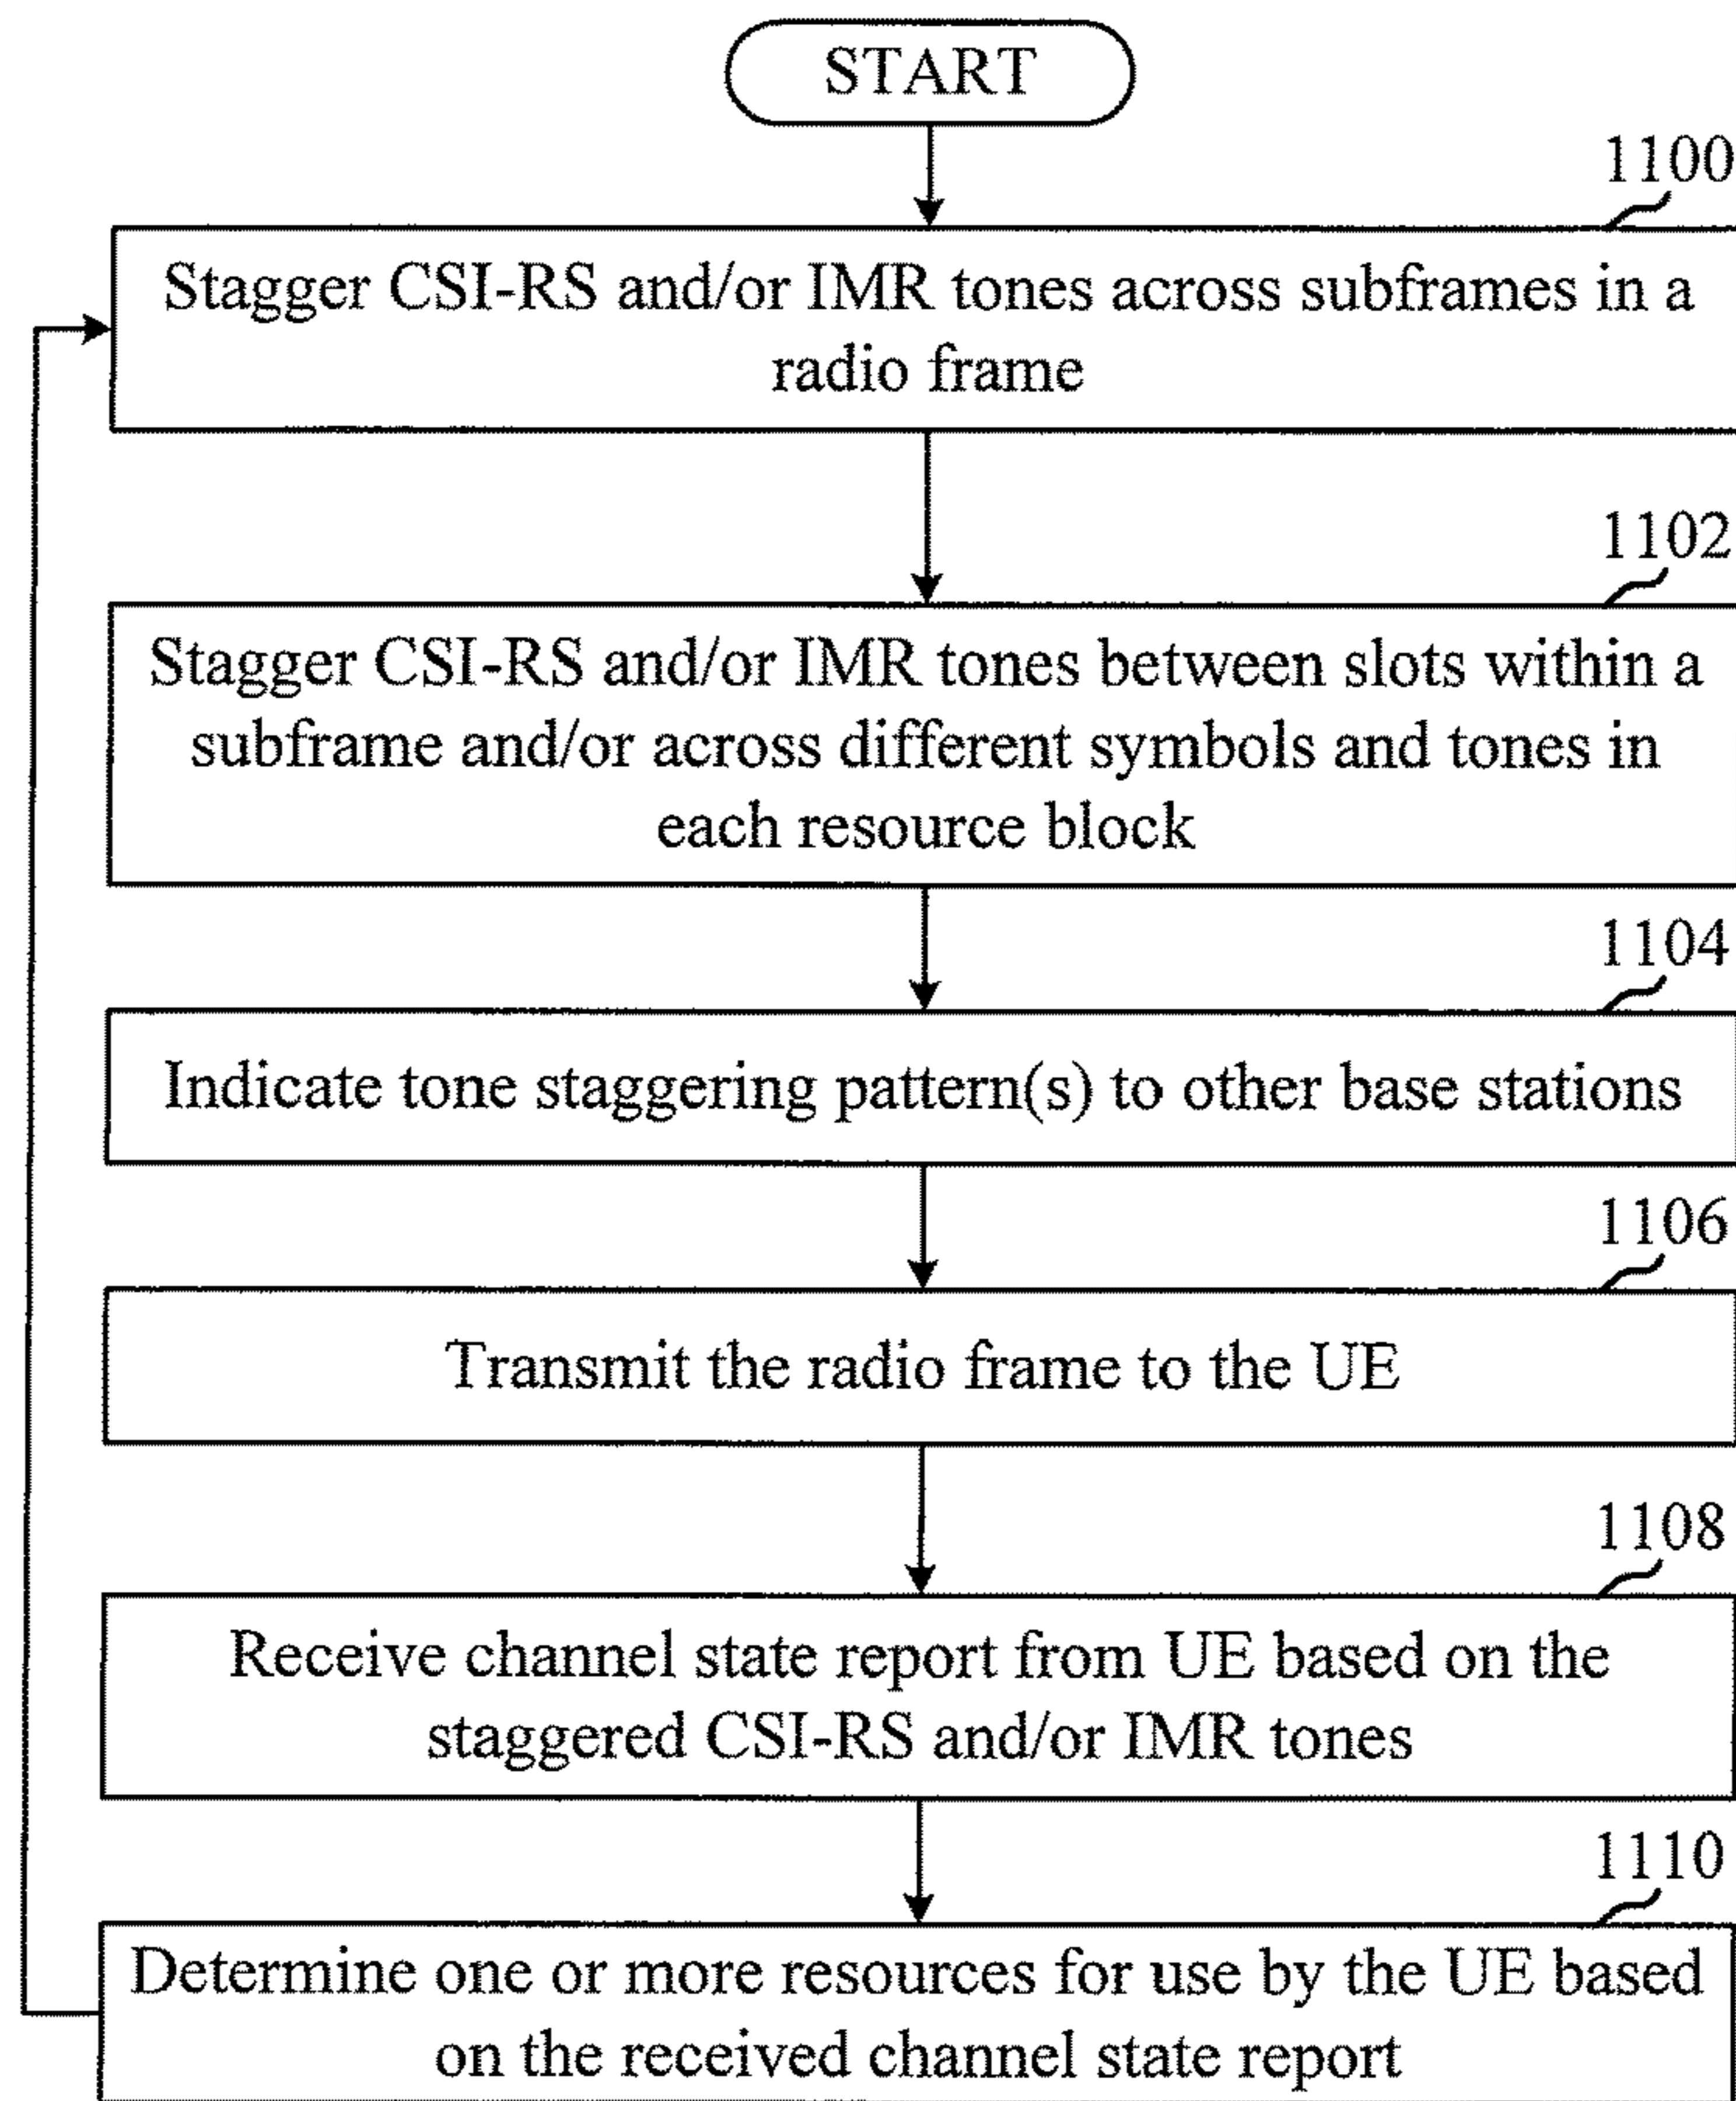 START
1100
Stagger CSI-RS and/or IMR tones across subframes in a
radio frame
1102
Stagger CSI-RS and/or IMR tones between slots within a
subframe and/or across different symbols and tones in
each resource block
1104
Indicate tone staggering pattern(s) to other base stations
1106
Transmit the radio frame to the UE
1108
Receive channel state report from UE based on the
staggered CSI-RS and/or IMR tones
1110
Determine one or more resources for use by the UE based
on the received channel state report